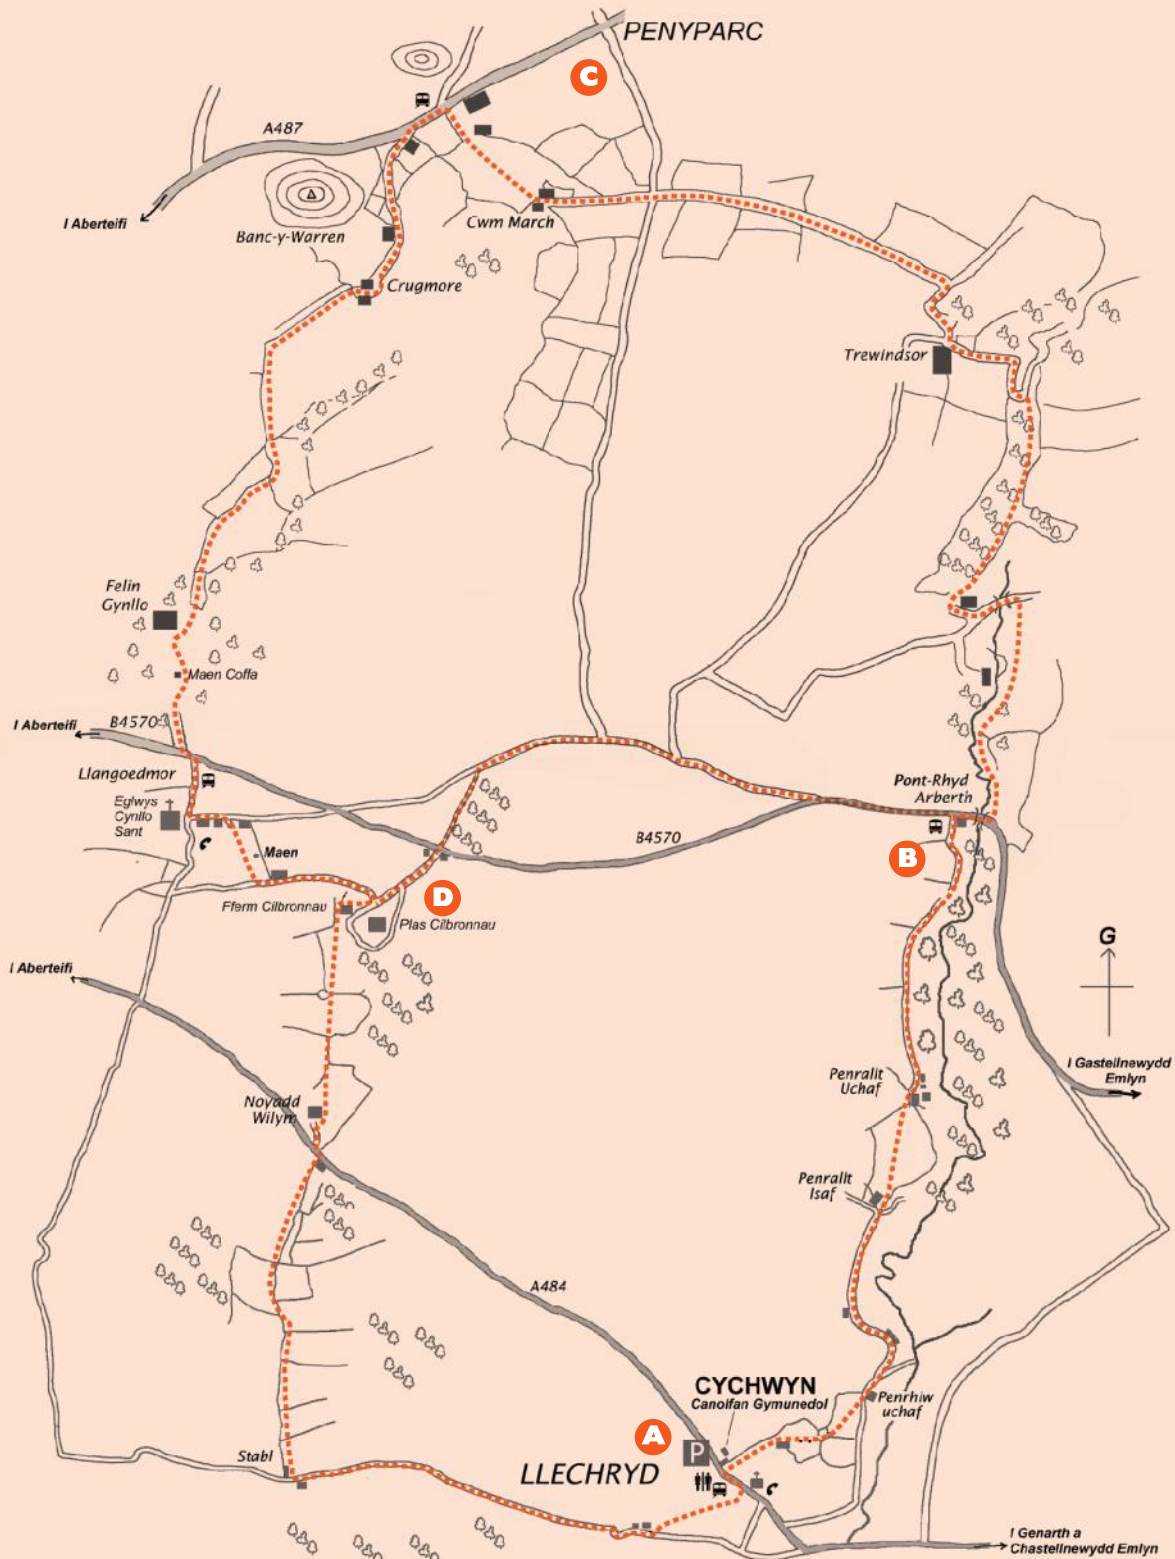 PENYPARC
C
A487
I Aberteifi
Banc-y-Warren
Cwm March
Crugmore
Trewindsor
Felin
Gynllo
Maen Coffa
I Aberteifi
B4570
Llangoedmor
Eglwys
Cynllo
Sant
Maen
Pont-Rhyd
Arberth
B4570
B
Fferm Cilbronnau
D
Plas Cilbronnau
G
I Aberteifi
I Gasteilnewydd
Emlyn
Penrallt
Uchaf
Noyadd
Wilym
Penrallt
Isaf
A484
CYCHWYN
Canolfan Gymunedol
Penrhiw
uchaf
A
P
Stabl
LLECHRYD
I Genarth a
Chastellnewydd Emlyn